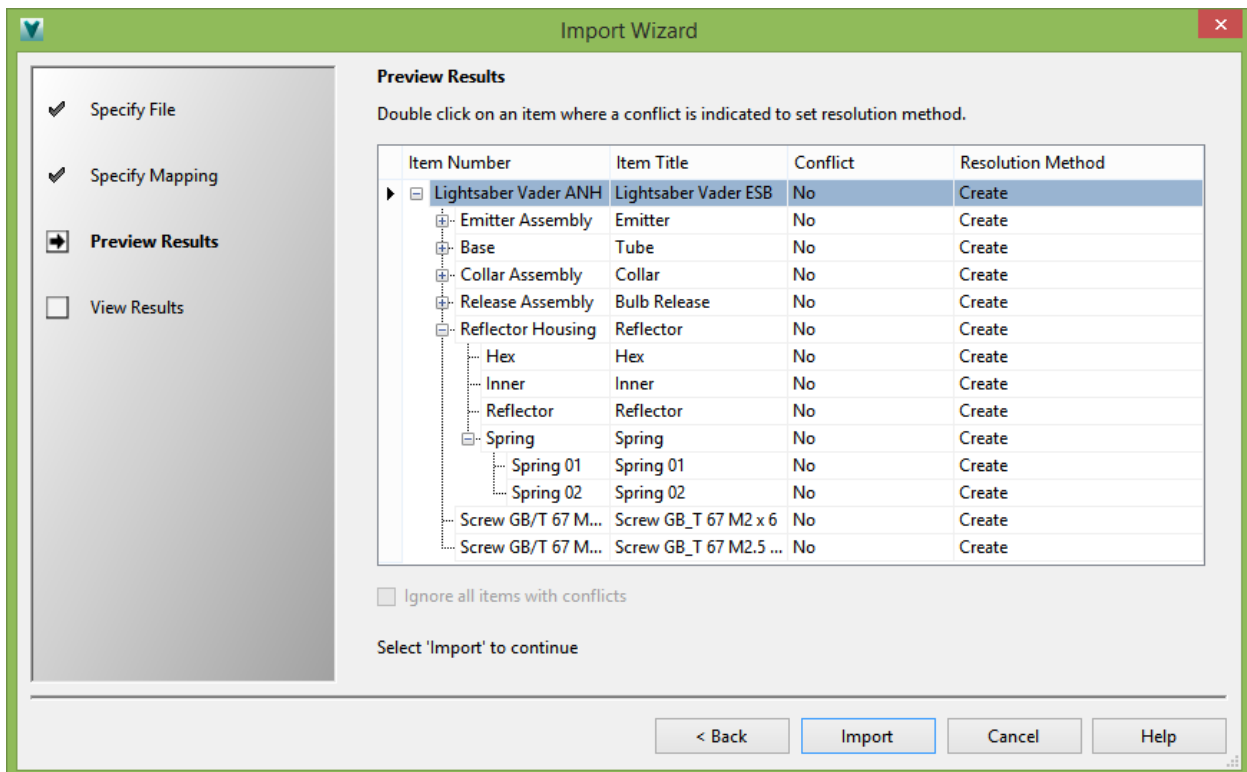 Import Wizard
Specify File
Specify Mapping
Preview Results
View Results
Preview Results
Double click on an item where a conflict is indicated to set resolution method.
Item Number Item Title Conflict Resolution Method
Lightsaber Vader ANH Lightsaber Vader ESB No Create
Emitter Assembly Emitter No Create
Base Tube No Create
Collar Assembly Collar No Create
Release Assembly Bulb Release No Create
Reflector Housing Reflector No Create
Hex Hex No Create
Inner Inner No Create
Reflector Reflector No Create
Spring Spring No Create
Spring 01 Spring 01 No Create
Spring 02 Spring 02 No Create
Screw GB/T 67 M... Screw GB_T 67 M2 x 6 No Create
Screw GB/T 67 M... Screw GB_T 67 M2.5 ... No Create
Ignore all items with conflicts
Select 'Import' to continue
< Back Import Cancel Help